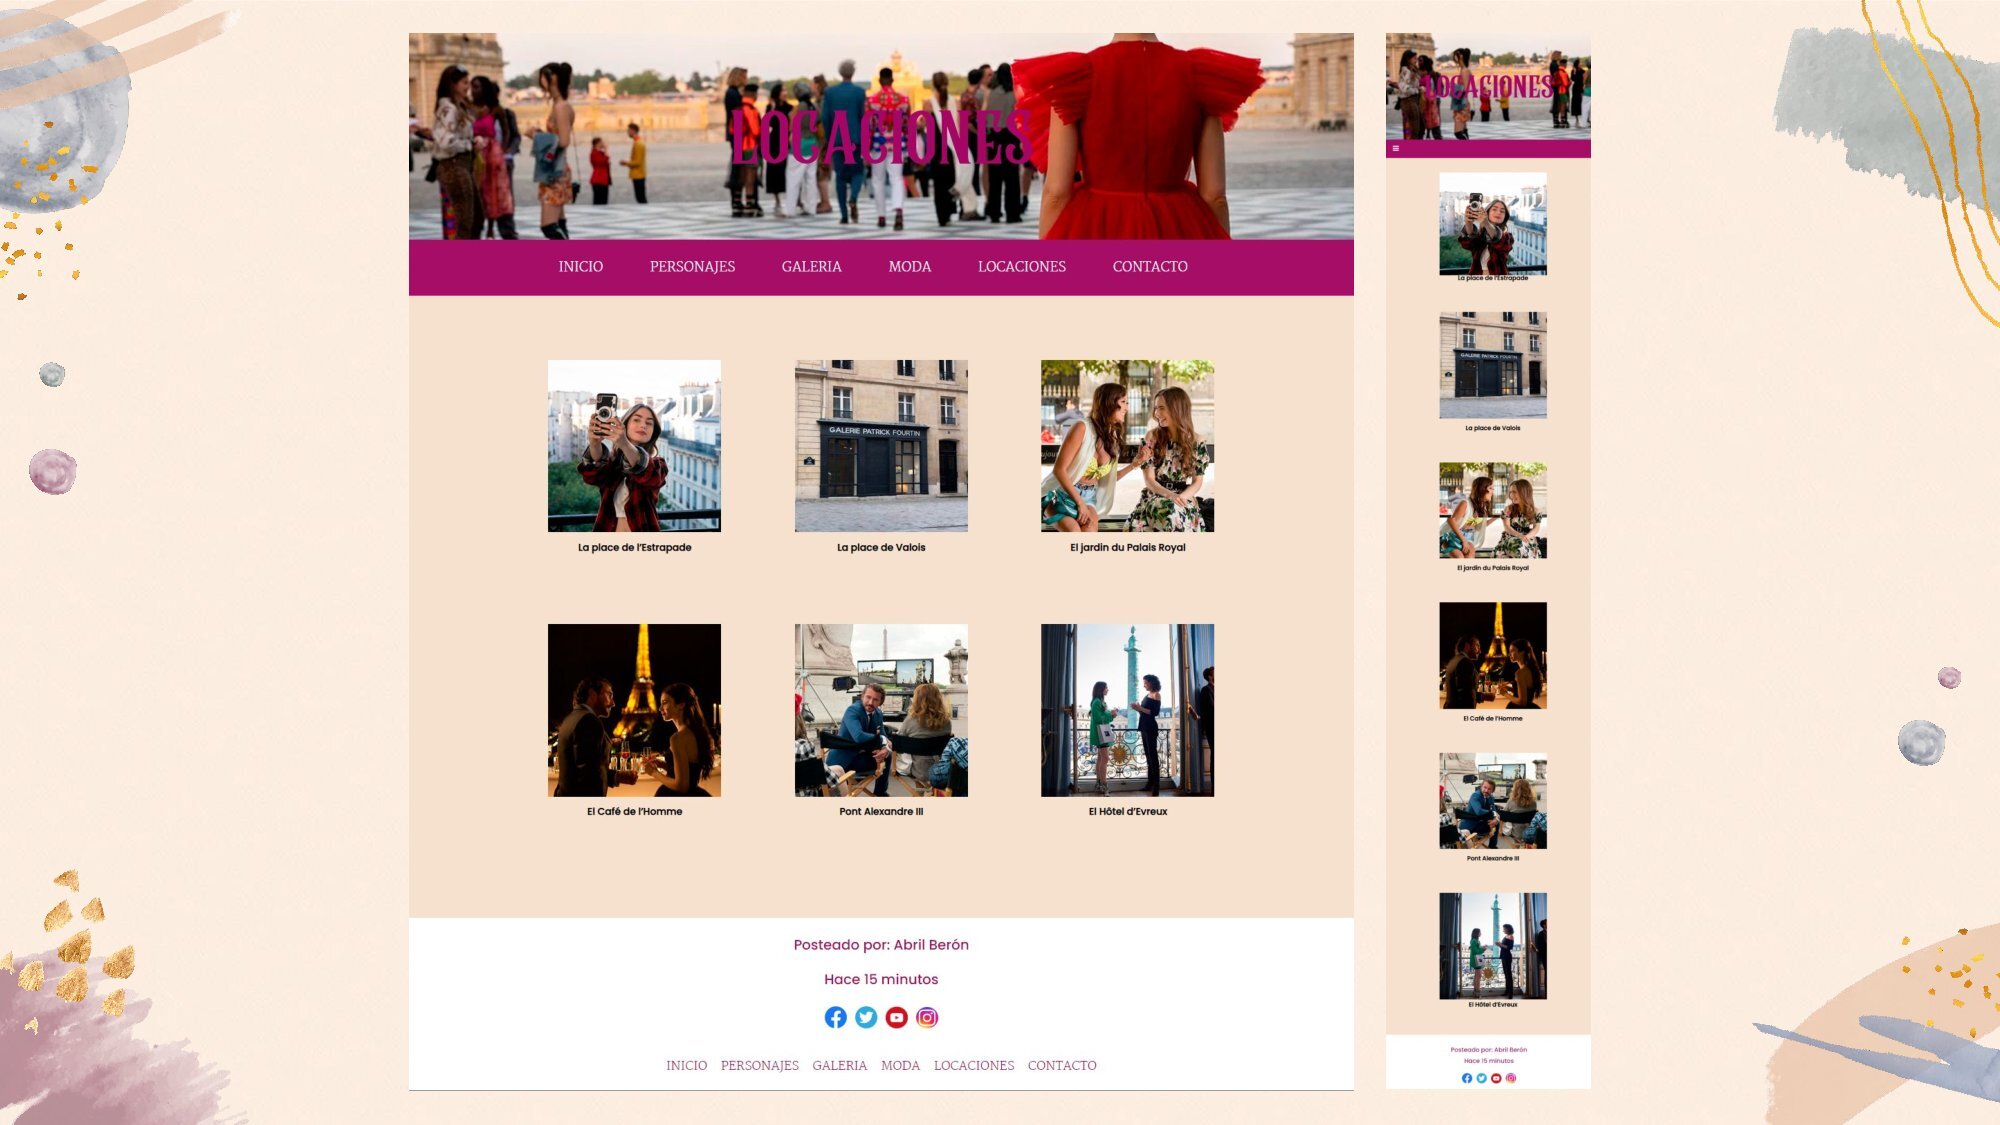 LOCACIONES
INICIO PERSONAJES GALERIA MODA LOCACIONES CONTACTO
GALERIE PATRICK FOURTIN
La place de l'Estrapade La place de Valois El jardin du Palais Royal
El Café de l'Homme Pont Alexandre III El Hôtel d'Evreux
Posteado por: Abril Berón
Hace 15 minutos
INICIO PERSONAJES GALERIA MODA LOCACIONES CONTACTO
LOCACIONES
La place de l'Estrapade
GALERIE PATRICK FOURTIN
La place de Valois
El jardin du Palais Royal
El Café de l'Homme
Pont Alexandre III
El Hôtel d'Evreux
Posteado por: Abril Berón
Hace 15 minutos